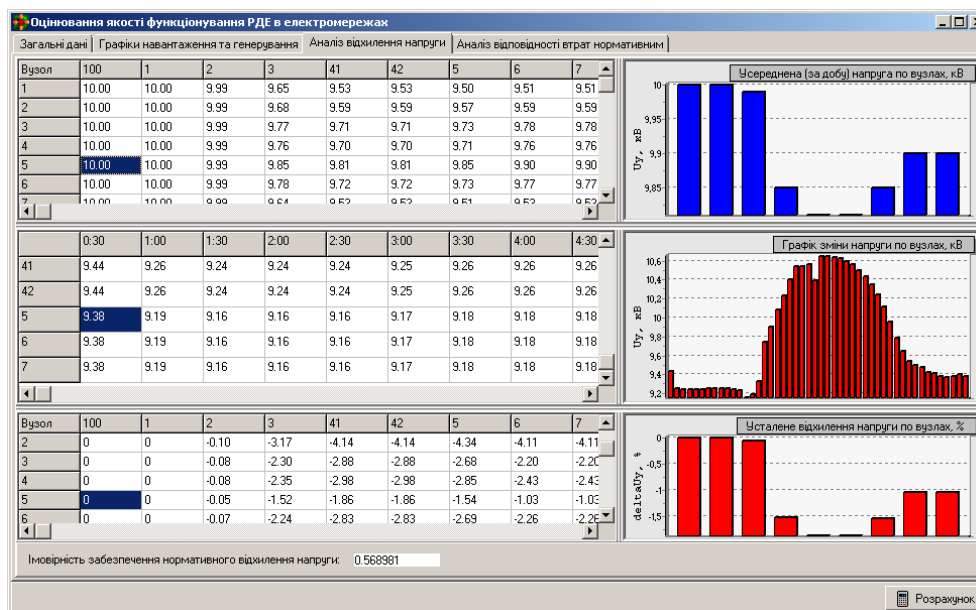 Оцінювання якості функціонування РДЕ в електромережах
Загальні дані Графіки навантаження та генерування Аналіз відхилення напруги Аналіз відповідності втрат нормативним
Вузол 100 1 2 3 41 42 5 6 7
1 10.00 10.00 9.99 9.65 9.53 9.53 9.50 9.51 9.51
2 10.00 10.00 9.99 9.68 9.59 9.59 9.57 9.59 9.59
3 10.00 10.00 9.99 9.77 9.71 9.71 9.73 9.78 9.78
4 10.00 10.00 9.99 9.76 9.70 9.70 9.71 9.76 9.76
5 10.00 10.00 9.99 9.85 9.81 9.81 9.85 9.90 9.90
6 10.00 10.00 9.99 9.78 9.72 9.72 9.73 9.77 9.77
Усереднена (за добу) напруга по вузлах, кВ
10
9,95
9,9
9,85
Uy, кВ
0:30 1:00 1:30 2:00 2:30 3:00 3:30 4:00 4:30
41 9.44 9.26 9.24 9.24 9.24 9.25 9.26 9.26 9.26
42 9.44 9.26 9.24 9.24 9.24 9.25 9.26 9.26 9.26
5 9.38 9.19 9.16 9.16 9.16 9.17 9.18 9.18 9.18
6 9.38 9.19 9.16 9.16 9.16 9.17 9.18 9.18 9.18
7 9.38 9.19 9.16 9.16 9.16 9.17 9.18 9.18 9.18
Графік зміни напруги по вузлах, кВ
10,6
10,4
10,2
10
9,8
9,6
9,4
9,2
Uy, кВ
Вузол 100 1 2 3 41 42 5 6 7
2 0 0 -0.10 -3.17 -4.14 -4.14 -4.34 -4.11 -4.11
3 0 0 -0.08 -2.30 -2.88 -2.88 -2.68 -2.20 -2.20
4 0 0 -0.08 -2.35 -2.98 -2.98 -2.85 -2.43 -2.43
5 0 0 -0.05 -1.52 -1.86 -1.86 -1.54 -1.03 -1.03
6 0 0 -0.07 -2.24 -2.83 -2.83 -2.69 -2.26 -2.26
Усталене відхилення напруги по вузлах, %
0
-0,5
-1
-1,5
deltaUy, %
Імовірність забезпечення нормативного відхилення напруги: 0.568981
Розрахунок